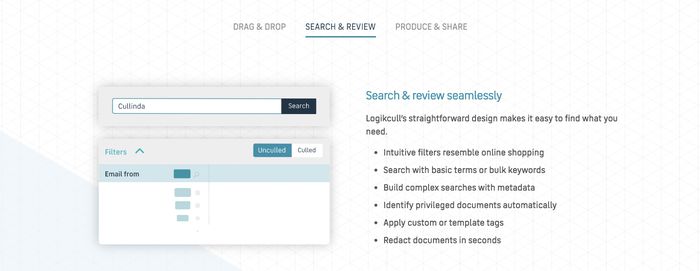 DRAG & DROP
SEARCH & REVIEW
PRODUCE & SHARE
Cullinda
Search
Filters
Unculled
Culled
Email from
Search & review seamlessly
Logikcull's straightforward design makes it easy to find what you
need.
• Intuitive filters resemble online shopping
• Search with basic terms or bulk keywords
• Build complex searches with metadata
• Identify privileged documents automatically
• Apply custom or template tags
• Redact documents in seconds